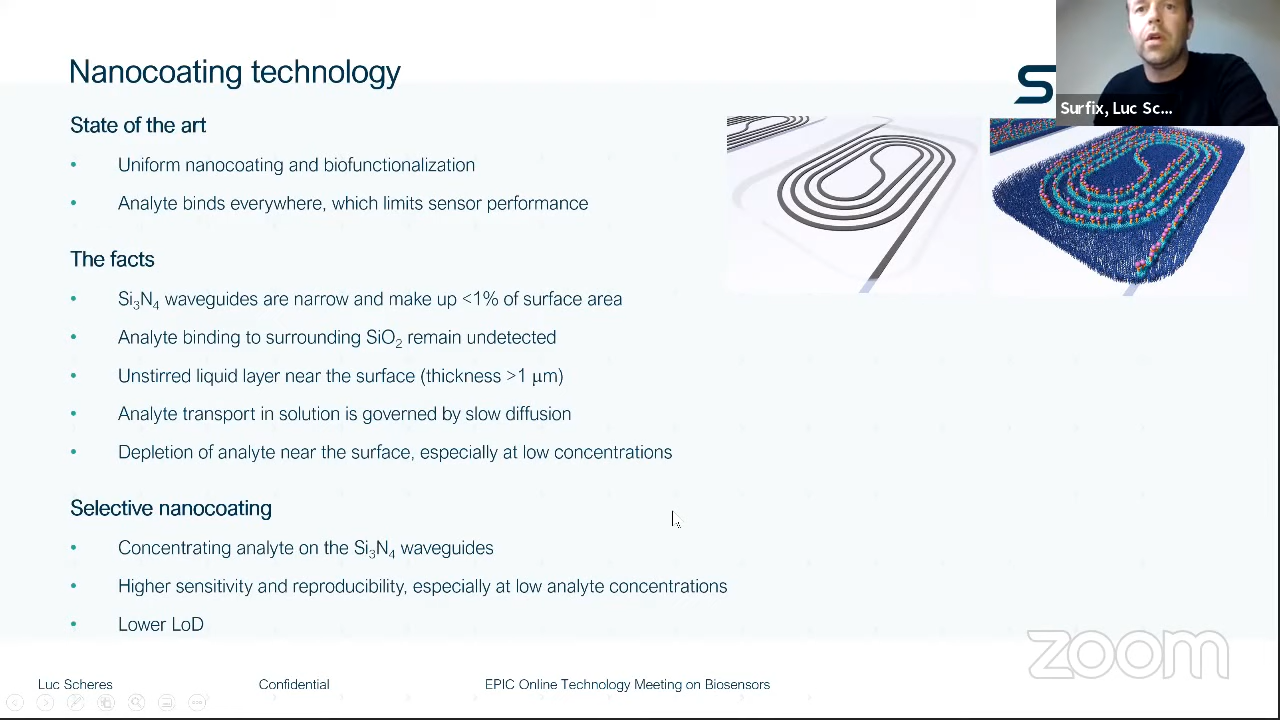 Nanocoating technology
S
Surfix, Luc Sc...
State of the art
• Uniform nanocoating and biofunctionalization
• Analyte binds everywhere, which limits sensor performance
The facts
• Si₃N₄ waveguides are narrow and make up <1% of surface area
• Analyte binding to surrounding SiO₂ remain undetected
• Unstirred liquid layer near the surface (thickness >1 μm)
• Analyte transport in solution is governed by slow diffusion
• Depletion of analyte near the surface, especially at low concentrations
Selective nanocoating
• Concentrating analyte on the Si₃N₄ waveguides
• Higher sensitivity and reproducibility, especially at low analyte concentrations
• Lower LoD
zoom
Luc Scheres Confidential EPIC Online Technology Meeting on Biosensors